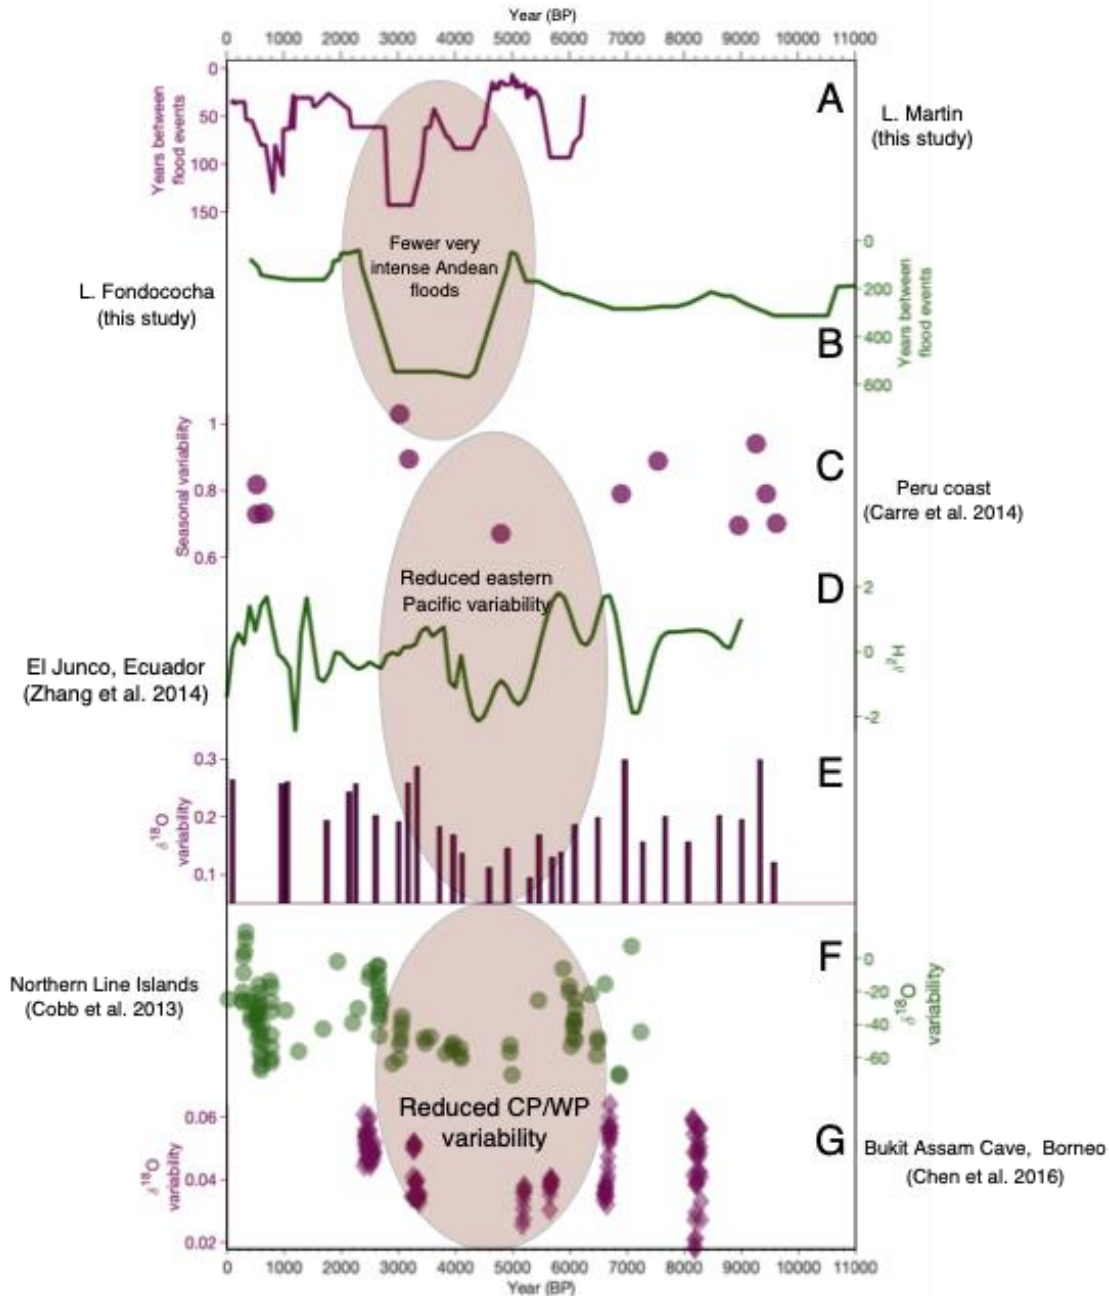 Year (BP)
0 1000 2000 3000 4000 5000 6000 7000 8000 9000 10000 11000
A
0
50
100
150
Years between
flood events
L. Martin
(this study)
Fewer very
intense Andean
floods
L. Fondococha
(this study)
B
0
200
400
600
Years between
flood events
C
1
0.8
0.6
Seasonal variability
Peru coast
(Carre et al. 2014)
D
Reduced eastern
Pacific variability
2
0
-2
El Junco, Ecuador
(Zhang et al. 2014)
E
0.3
0.2
0.1
δ18O
variability
F
Northern Line Islands
(Cobb et al. 2013)
0
-20
-40
-60
δ18O
variability
Reduced CP/WP
variability
G
0.06
0.04
0.02
δ18O
variability
Bukit Assam Cave, Borneo
(Chen et al. 2016)
0 1000 2000 3000 4000 5000 6000 7000 8000 9000 10000 11000
Year (BP)